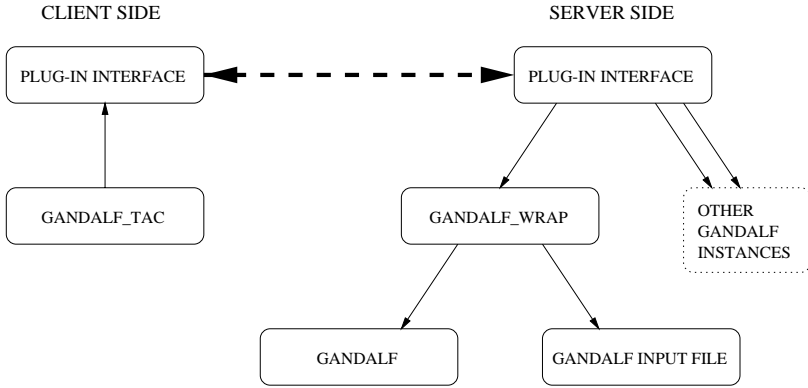 CLIENT SIDE
SERVER SIDE
PLUG-IN INTERFACE
PLUG-IN INTERFACE
GANDALF_TAC
GANDALF_WRAP
OTHER
GANDALF
INSTANCES
GANDALF
GANDALF INPUT FILE